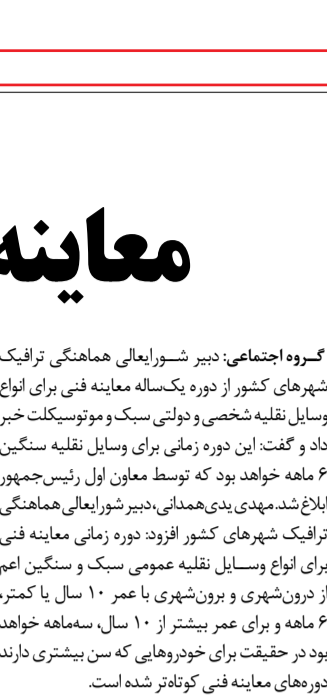 معاینه
گـروه اجتماعی: دبیر شـورایعالی هماهنگی ترافیک
شهرهای کشور از دوره یک‌ساله معاینه فنی برای انواع
وسایل نقلیه شخصی و دولتی سبک و موتوسیکلت خبر
داد و گفت: این دوره زمانی برای وسایل نقلیه سنگین
۶ ماهه خواهد بود که توسط معاون اول رئیس‌جمهور
ابلاغ شد. مهدی یدی‌همدانی، دبیر شورایعالی هماهنگی
ترافیک شهرهای کشور افزود: دوره زمانی معاینه فنی
برای انواع وسـایل نقلیه عمومی سبک و سنگین اعم
از درون‌شهری و برون‌شهری با عمر ۱۰ سال یا کمتر،
۶ ماهه و برای عمر بیشتر از ۱۰ سال، سه‌ماهه خواهد
بود در حقیقت برای خودروهایی که سن بیشتری دارند
دوره‌های معاینه فنی کوتاه‌تر شده است.